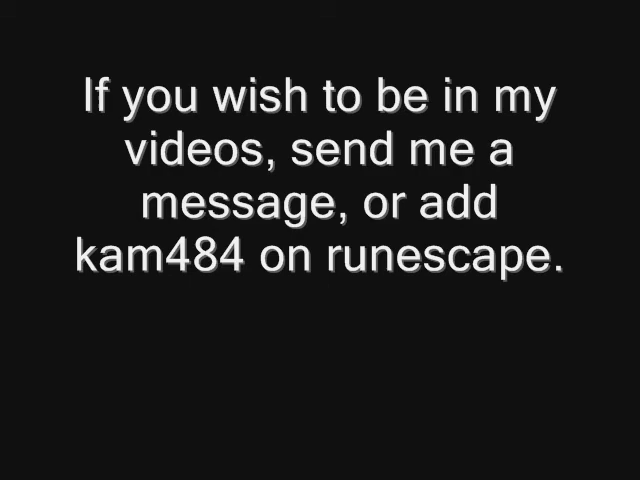 If you wish to be in my
videos, send me a
message, or add
kam484 on runescape.